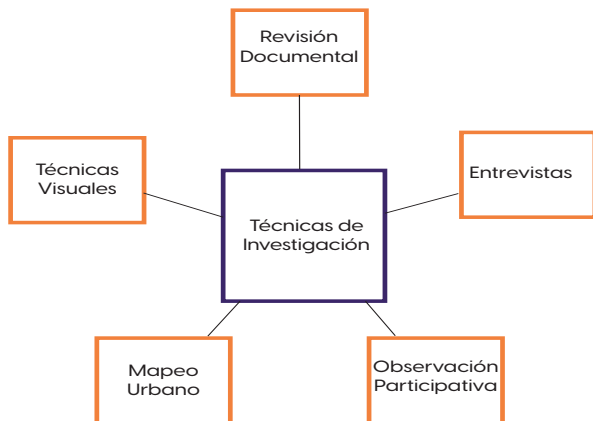 Revisión
Documental
Técnicas
Visuales
Entrevistas
Técnicas de
Investigación
Mapeo
Urbano
Observación
Participativa